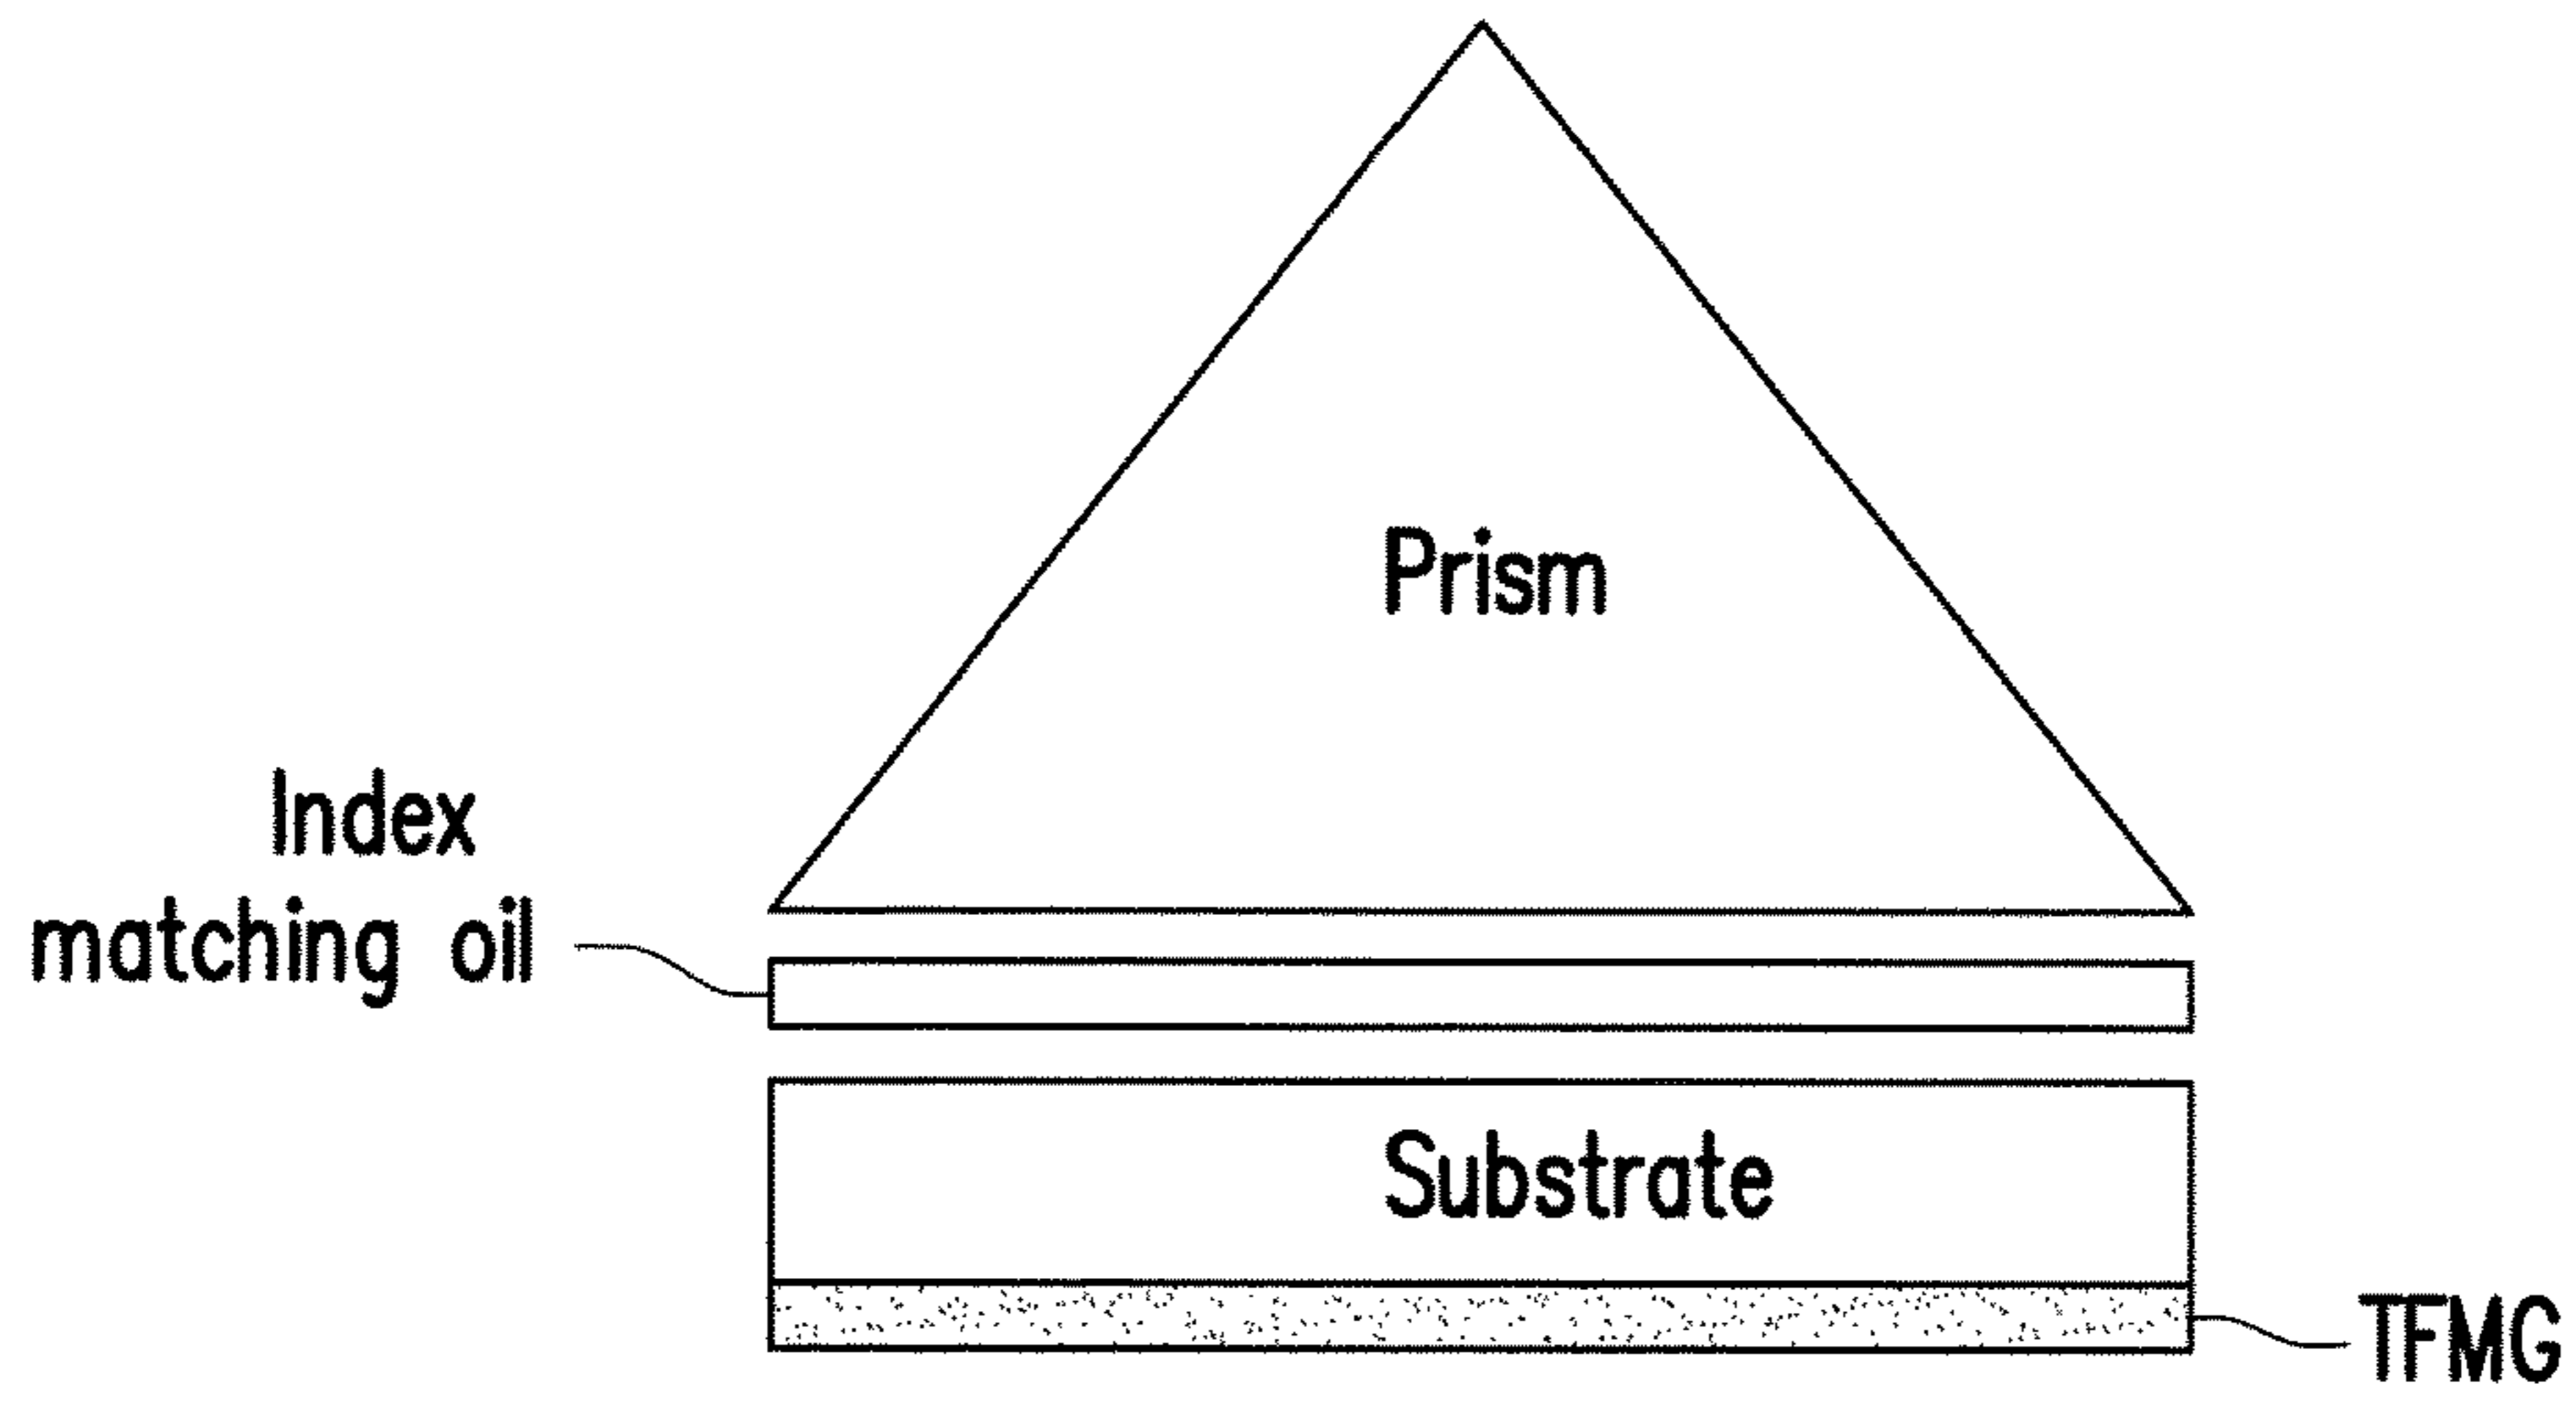 Prism
Index
matching oil
Substrate
TFMG